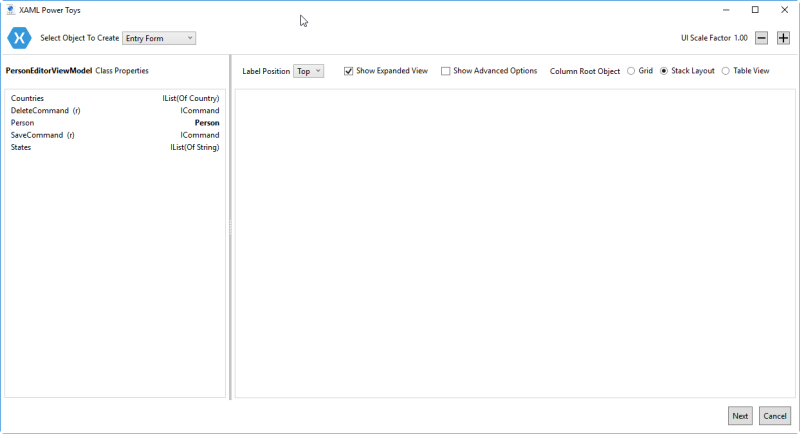 XAML Power Toys
Select Object To Create Entry Form UI Scale Factor 1.00
PersonEditorViewModel Class Properties
Label Position Top Show Expanded View Show Advanced Options Column Root Object Grid Stack Layout Table View
Countries IList(Of Country)
DeleteCommand (r) ICommand
Person Person
SaveCommand (r) ICommand
States IList(Of String)
Next Cancel